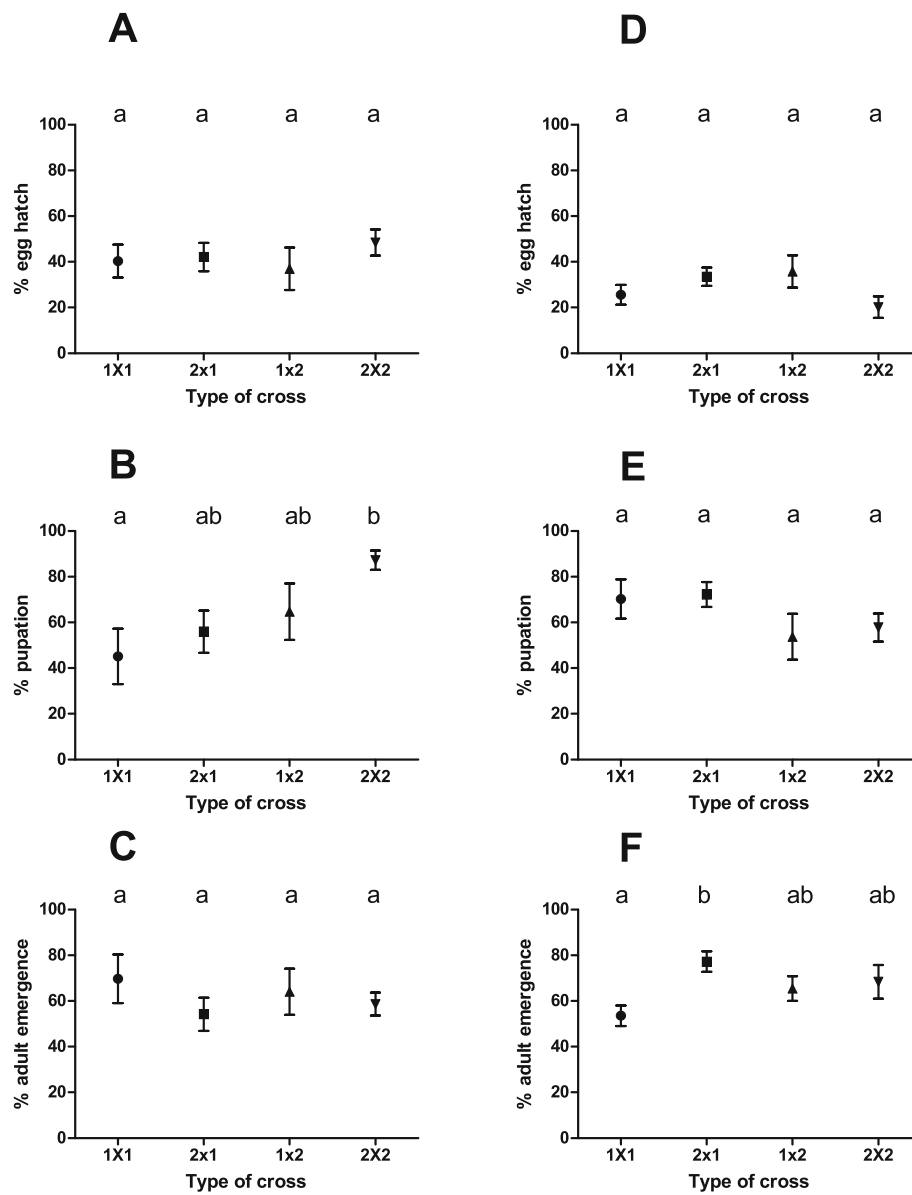 A
a a a a
100
80
60
40
20
0
% egg hatch
1X1 2x1 1x2 2X2
Type of cross
D
a a a a
100
80
60
40
20
0
% egg hatch
1X1 2x1 1x2 2X2
Type of cross
B
a ab ab b
100
80
60
40
20
0
% pupation
1X1 2x1 1x2 2X2
Type of cross
E
a a a a
100
80
60
40
20
0
% pupation
1X1 2x1 1x2 2X2
Type of cross
C
a a a a
100
80
60
40
20
0
% adult emergence
1X1 2x1 1x2 2X2
Type of cross
F
a b ab ab
100
80
60
40
20
0
% adult emergence
1X1 2x1 1x2 2X2
Type of cross